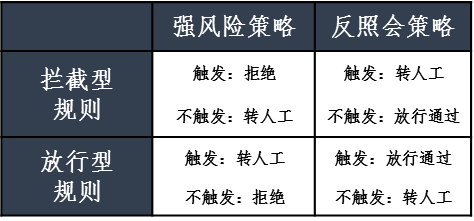 强风险策略 反照会策略
拦截型 触发：拒绝 触发：转人工
规则 不触发：转人工 不触发：放行通过
放行型 触发：转人工 触发：放行通过
规则 不触发：拒绝 不触发：转人工